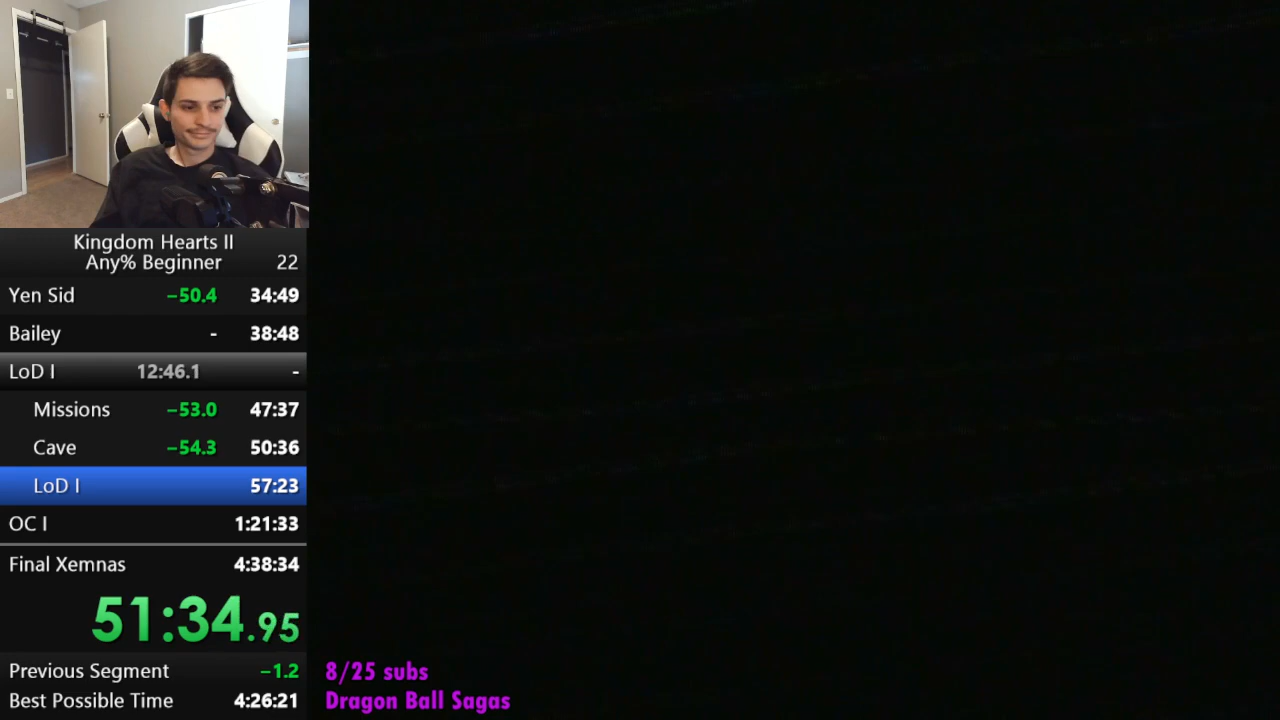 Kingdom Hearts II
Any% Beginner 22
Yen Sid -50.4 34:49
Bailey - 38:48
LoD I 12:46.1 -
Missions -53.0 47:37
Cave -54.3 50:36
LoD I 57:23
OC I 1:21:33
Final Xemnas 4:38:34
51:34.95
Previous Segment -1.2
Best Possible Time 4:26:21
8/25 subs
Dragon Ball Sagas